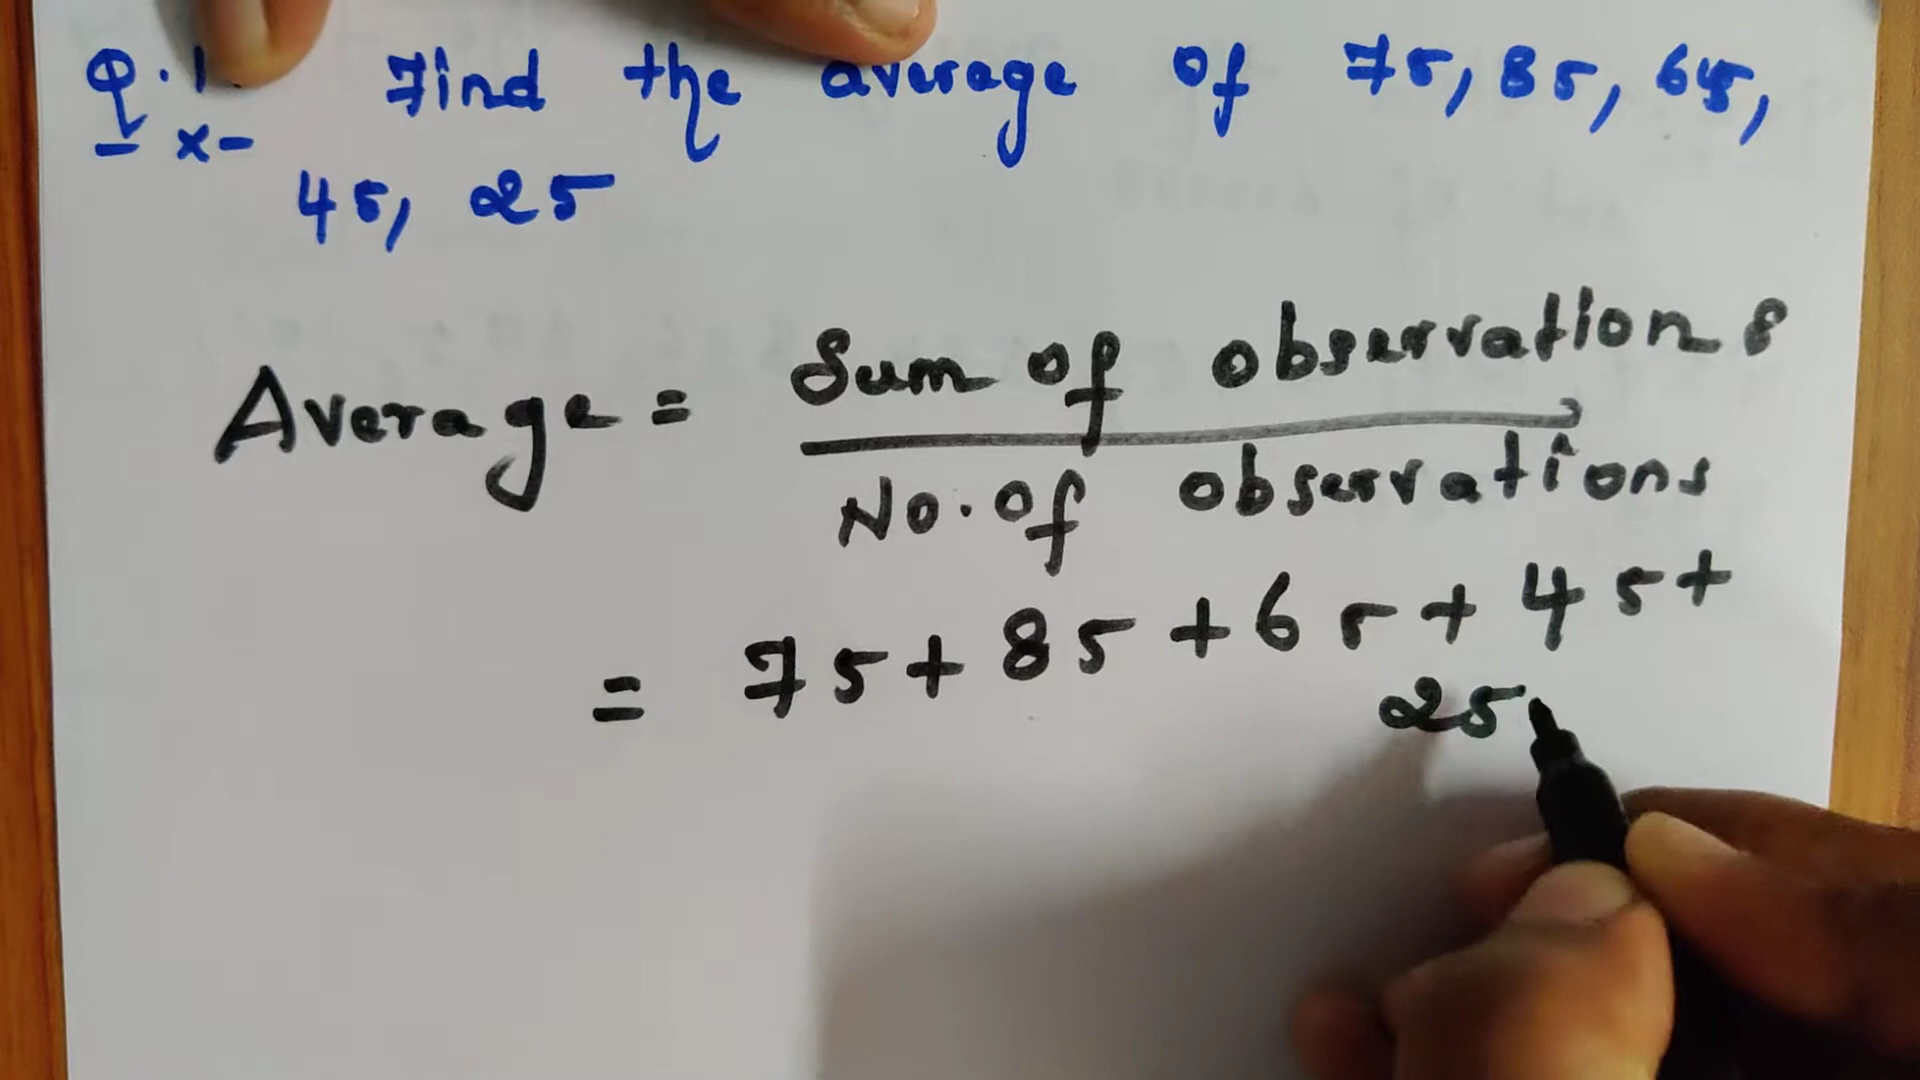 Q.1. Find the average of 75, 85, 65,
45, 25
Average = Sum of observations
No. of observations
= 75+85+65+45+
25